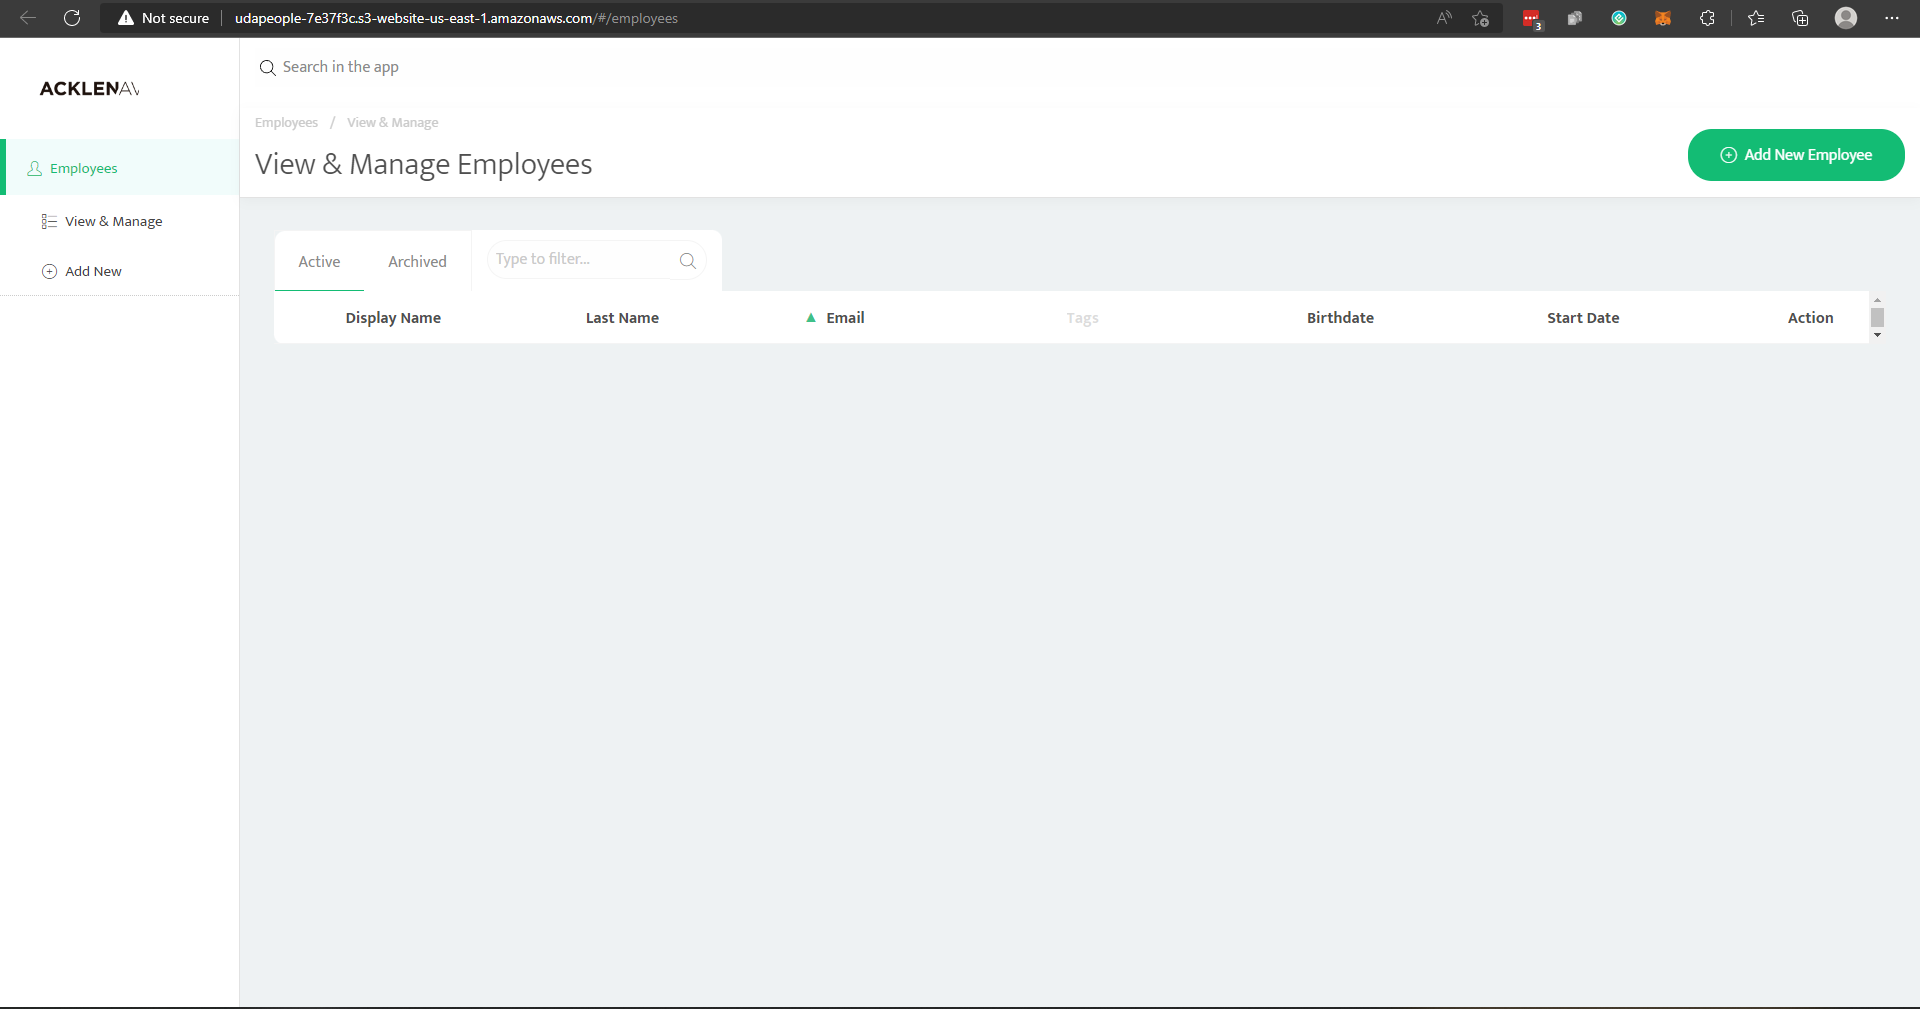 Not secure
udapeople-7e37f3c.s3-website-us-east-1.amazonaws.com/#/employees
3
ACKLENAV
Search in the app
Employees / View & Manage
View & Manage Employees
Add New Employee
Employees
View & Manage
Add New
Active Archived Type to filter...
Display Name Last Name ▲ Email Tags Birthdate Start Date Action